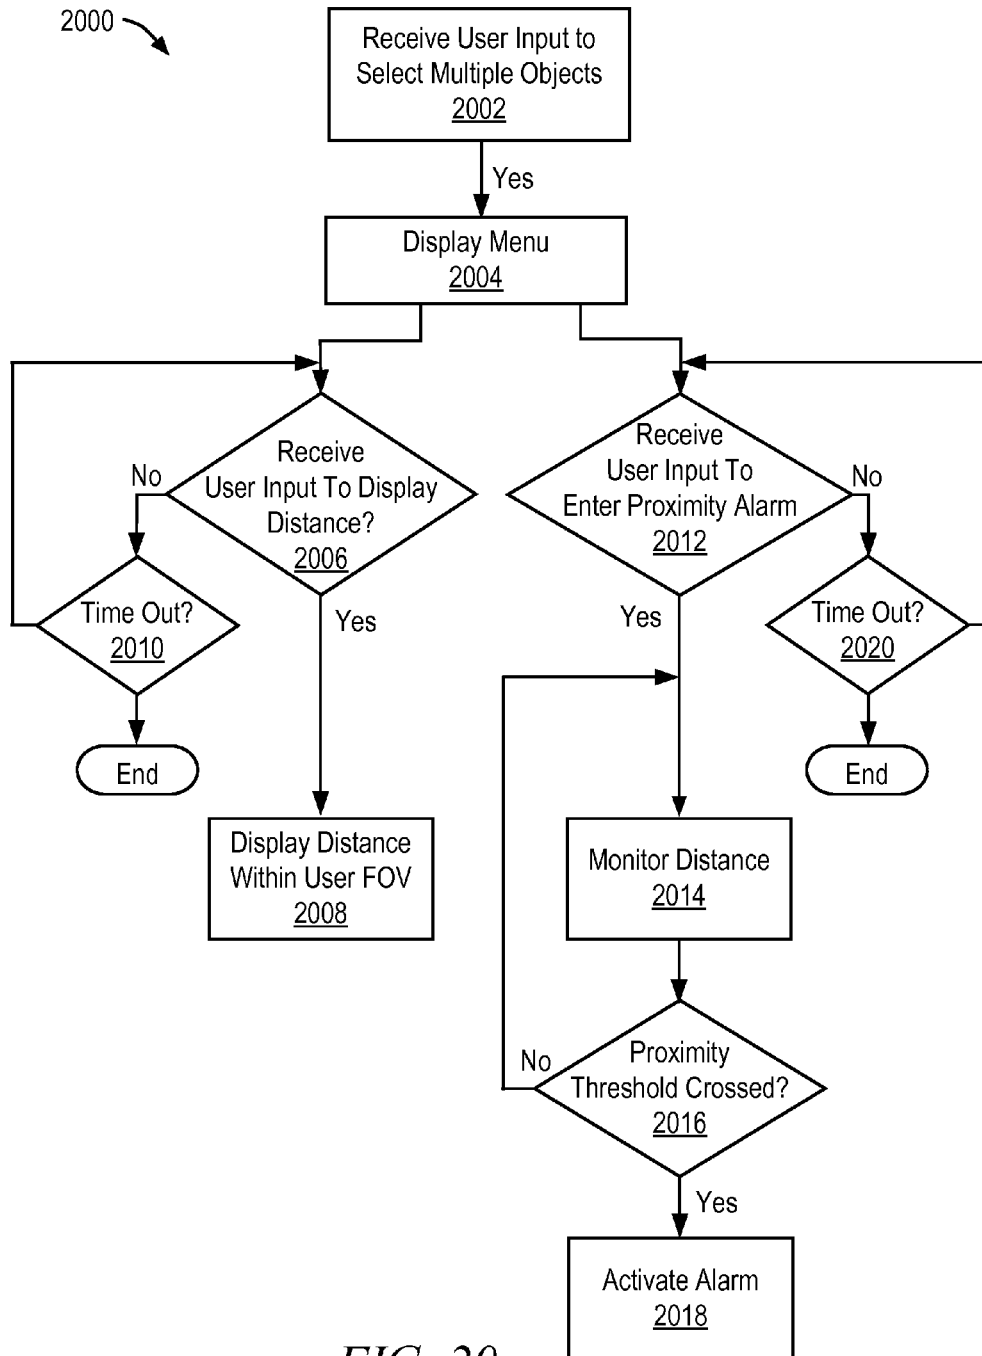 2000
Receive User Input to
Select Multiple Objects
2002
Yes
Display Menu
2004
Receive
User Input To Display
Distance?
2006
No
Yes
Time Out?
2010
End
Display Distance
Within User FOV
2008
Receive
User Input To
Enter Proximity Alarm
2012
No
Yes
Time Out?
2020
End
Monitor Distance
2014
Proximity
Threshold Crossed?
2016
No
Yes
Activate Alarm
2018
FIG. 20